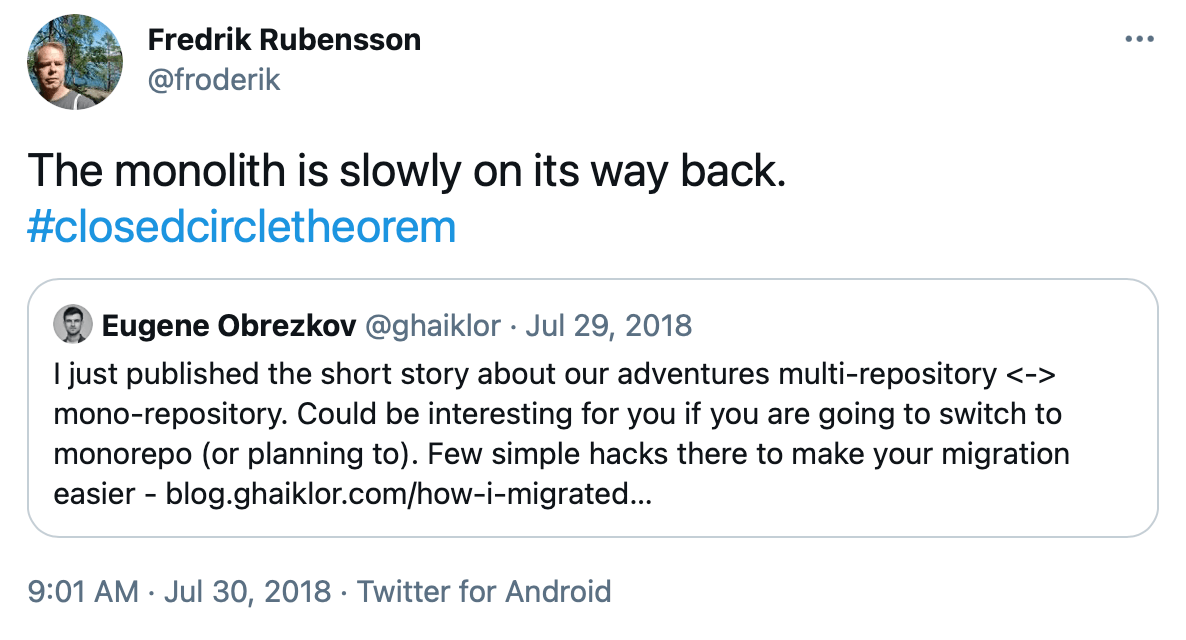 Fredrik Rubensson
@froderik
The monolith is slowly on its way back.
#closedcircletheorem
Eugene Obrezkov @ghaiklor · Jul 29, 2018
I just published the short story about our adventures multi-repository <->
mono-repository. Could be interesting for you if you are going to switch to
monorepo (or planning to). Few simple hacks there to make your migration
easier - blog.ghaiklor.com/how-i-migrated...
9:01 AM · Jul 30, 2018 · Twitter for Android